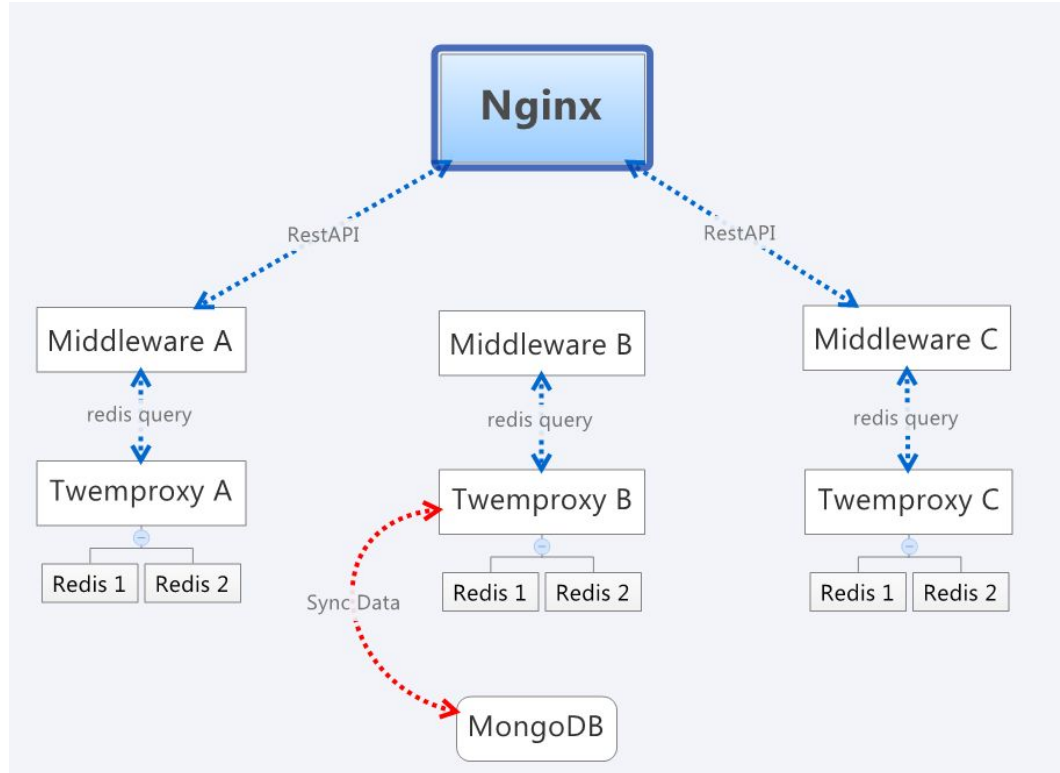 Nginx
RestAPI
RestAPI
Middleware A
Middleware B
Middleware C
redis query
redis query
redis query
Twemproxy A
Twemproxy B
Twemproxy C
Redis 1
Redis 2
Redis 1
Redis 2
Redis 1
Redis 2
Sync Data
MongoDB